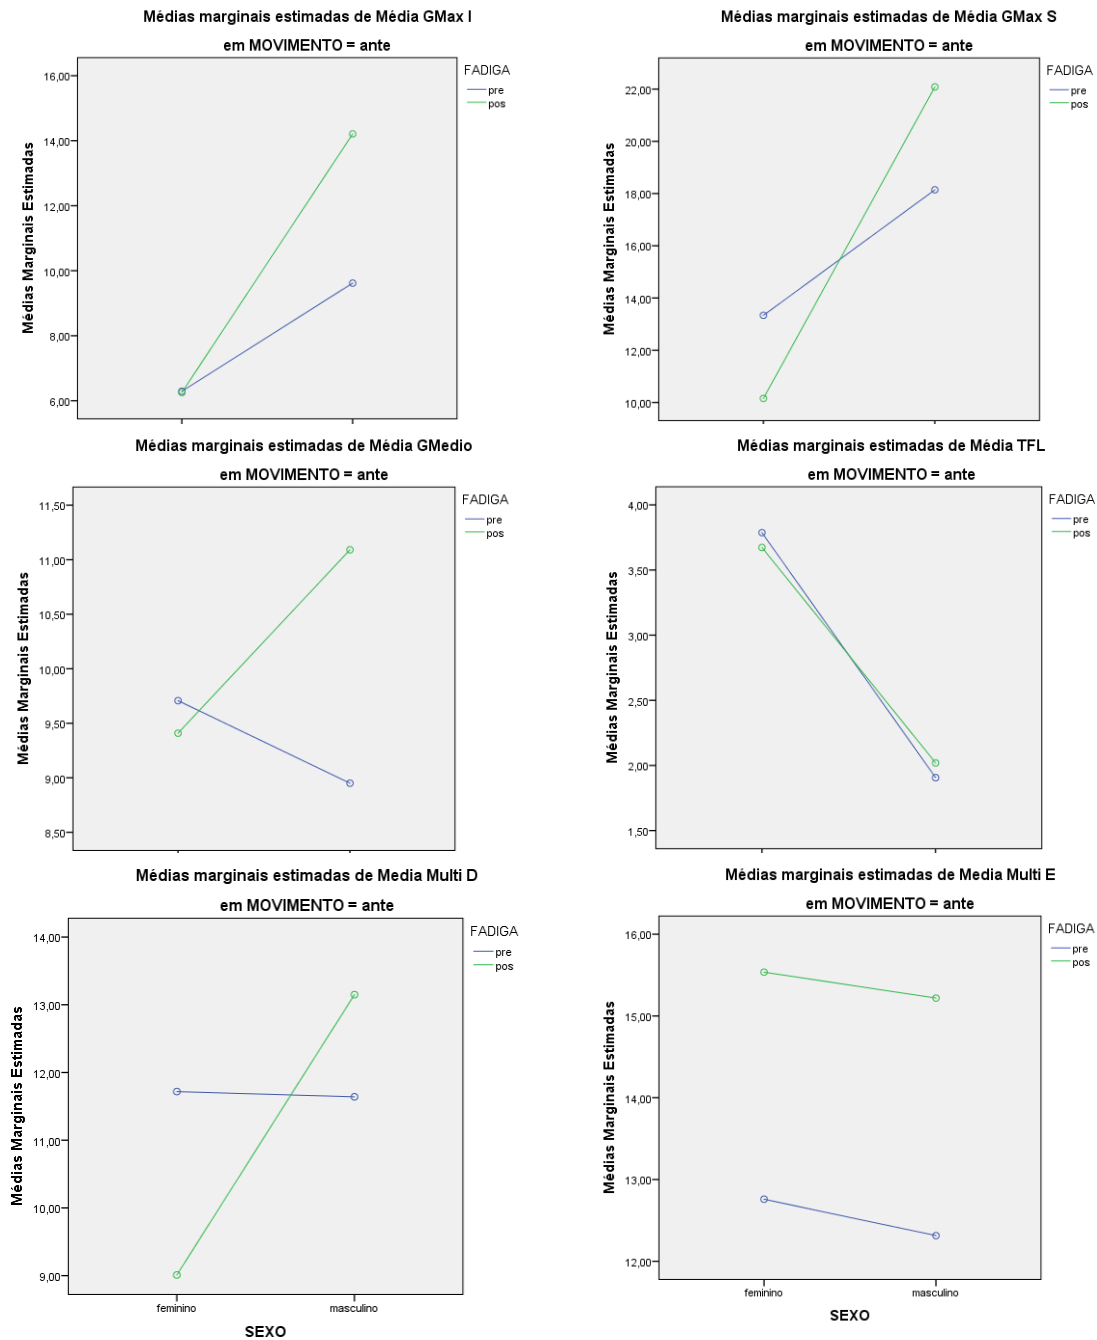 Médias marginais estimadas de Média GMax I
em MOVIMENTO = ante
FADIGA
pre
pos
Médias Marginais Estimadas
16,00
14,00
12,00
10,00
8,00
6,00
Médias marginais estimadas de Média GMax S
em MOVIMENTO = ante
FADIGA
pre
pos
Médias Marginais Estimadas
22,00
20,00
18,00
16,00
14,00
12,00
10,00
Médias marginais estimadas de Média GMedio
em MOVIMENTO = ante
FADIGA
pre
pos
Médias Marginais Estimadas
11,50
11,00
10,50
10,00
9,50
9,00
8,50
Médias marginais estimadas de Média TFL
em MOVIMENTO = ante
FADIGA
pre
pos
Médias Marginais Estimadas
4,00
3,50
3,00
2,50
2,00
1,50
Médias marginais estimadas de Media Multi D
em MOVIMENTO = ante
FADIGA
pre
pos
Médias Marginais Estimadas
14,00
13,00
12,00
11,00
10,00
9,00
feminino
masculino
SEXO
Médias marginais estimadas de Media Multi E
em MOVIMENTO = ante
FADIGA
pre
pos
Médias Marginais Estimadas
16,00
15,00
14,00
13,00
12,00
feminino
masculino
SEXO